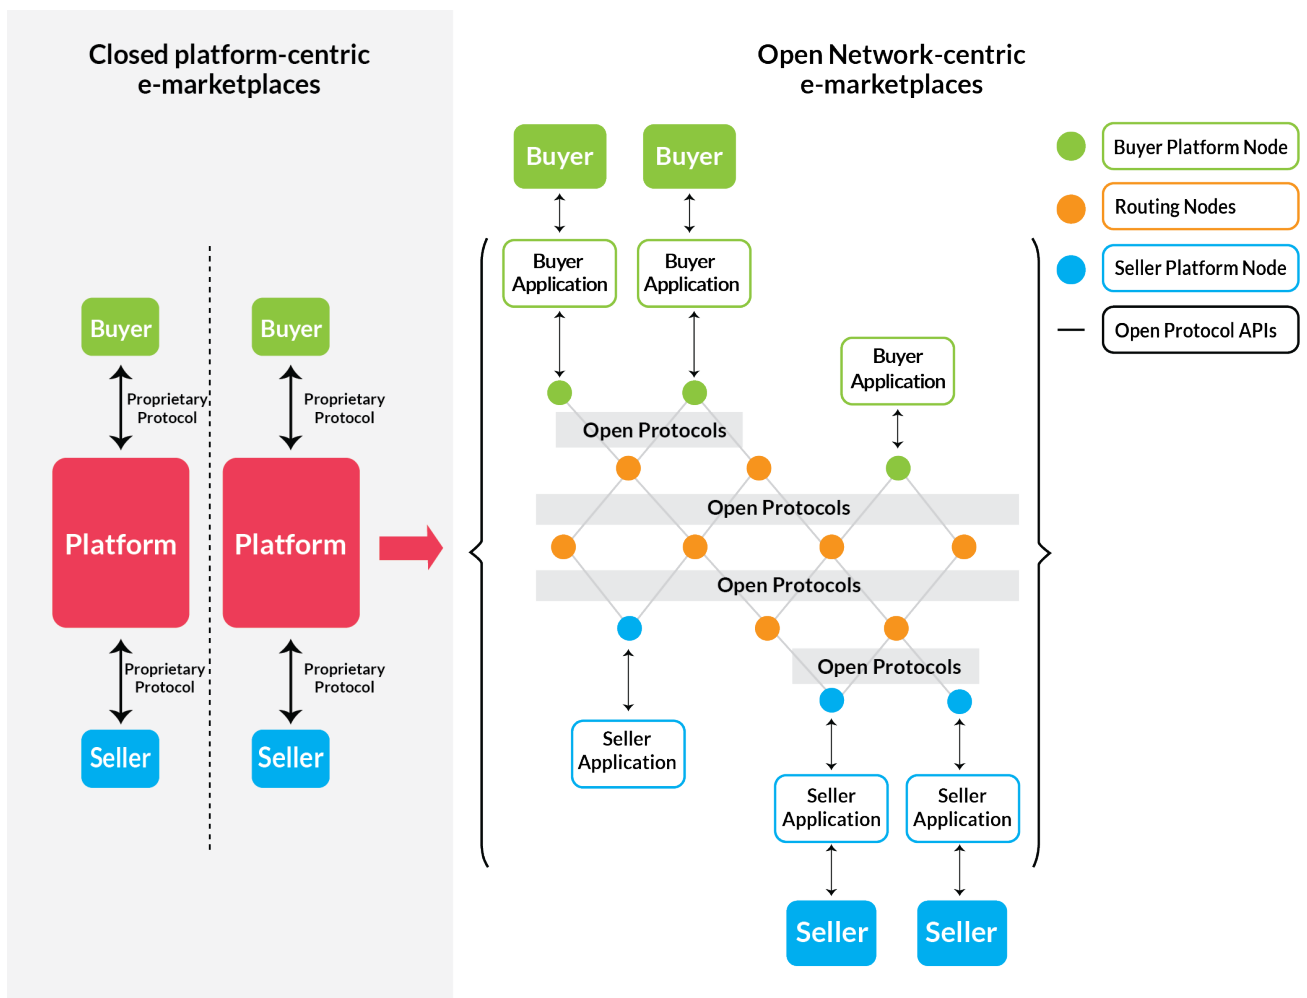 Closed platform-centric
e-marketplaces
Buyer
Buyer
Proprietary
Protocol
Proprietary
Protocol
Platform
Platform
Proprietary
Protocol
Proprietary
Protocol
Seller
Seller
Open Network-centric
e-marketplaces
Buyer
Buyer
Buyer
Application
Buyer
Application
Buyer
Application
Open Protocols
Open Protocols
Open Protocols
Open Protocols
Seller
Application
Seller
Application
Seller
Application
Seller
Seller
Buyer Platform Node
Routing Nodes
Seller Platform Node
Open Protocol APIs